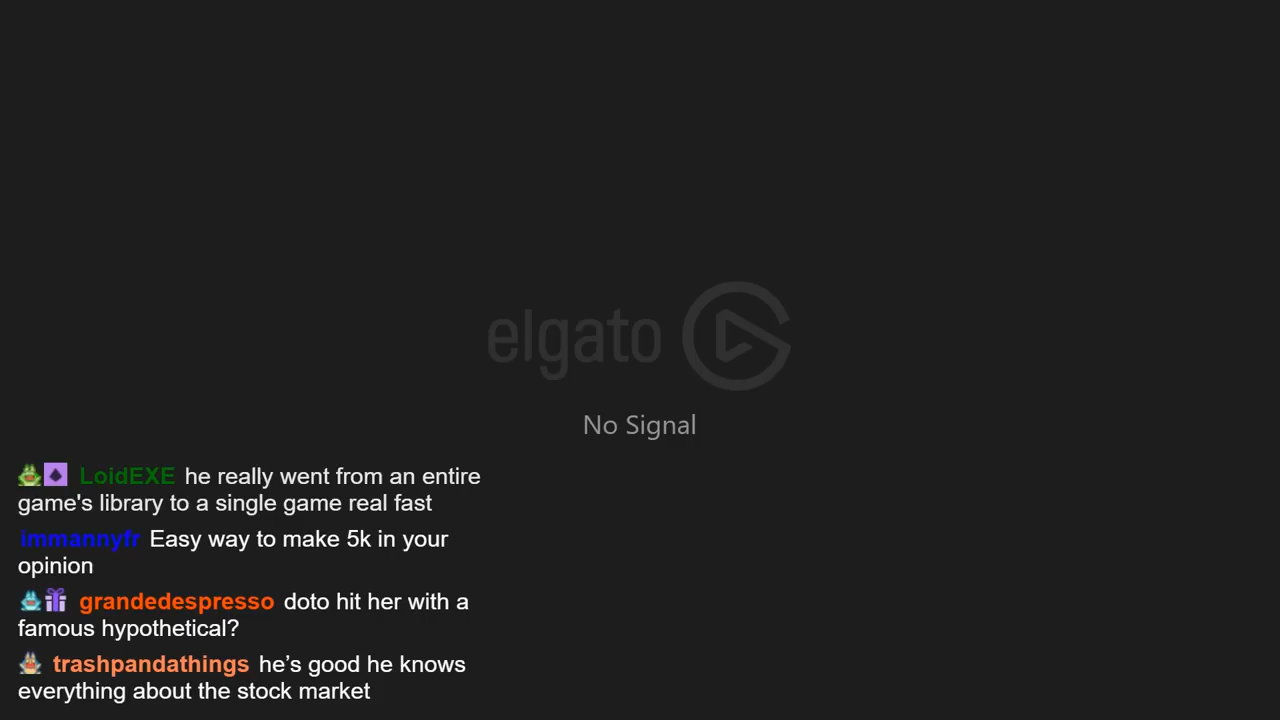 elgato
No Signal
LoidEXE he really went from an entire
game's library to a single game real fast
Immannyfr Easy way to make 5k in your
opinion
grandedespresso doto hit her with a
famous hypothetical?
trashpandathings he’s good he knows
everything about the stock market